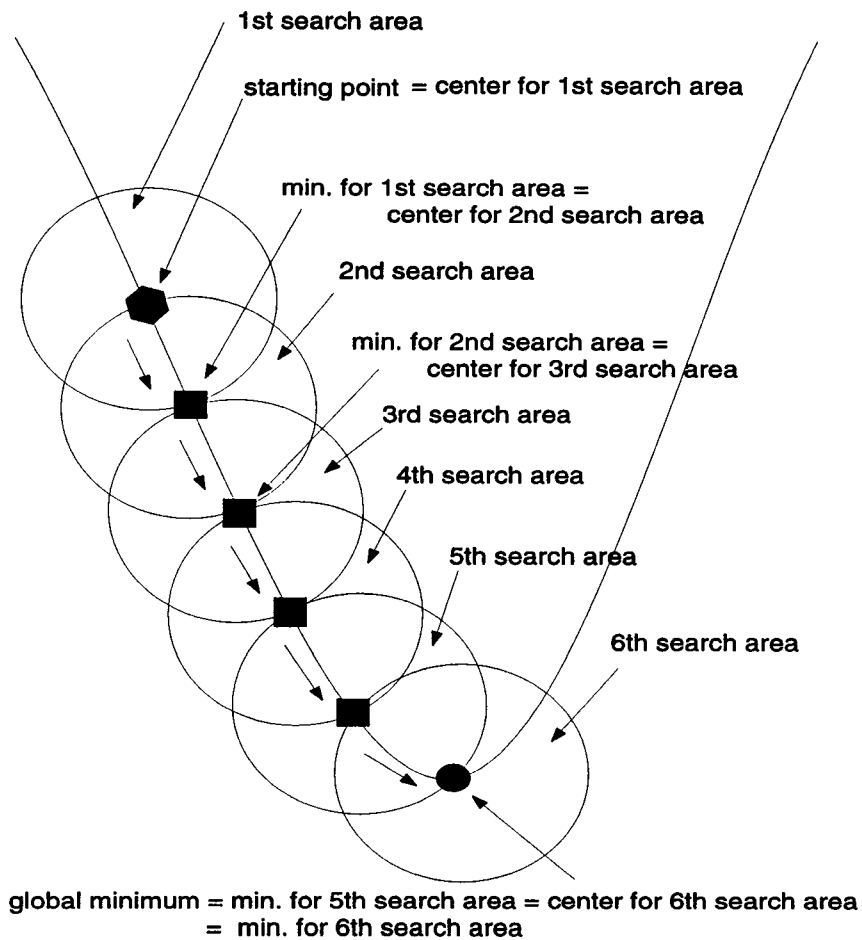 1st search area
starting point = center for 1st search area
min. for 1st search area =
center for 2nd search area
2nd search area
min. for 2nd search area =
center for 3rd search area
3rd search area
4th search area
5th search area
6th search area
global minimum = min. for 5th search area = center for 6th search area
= min. for 6th search area